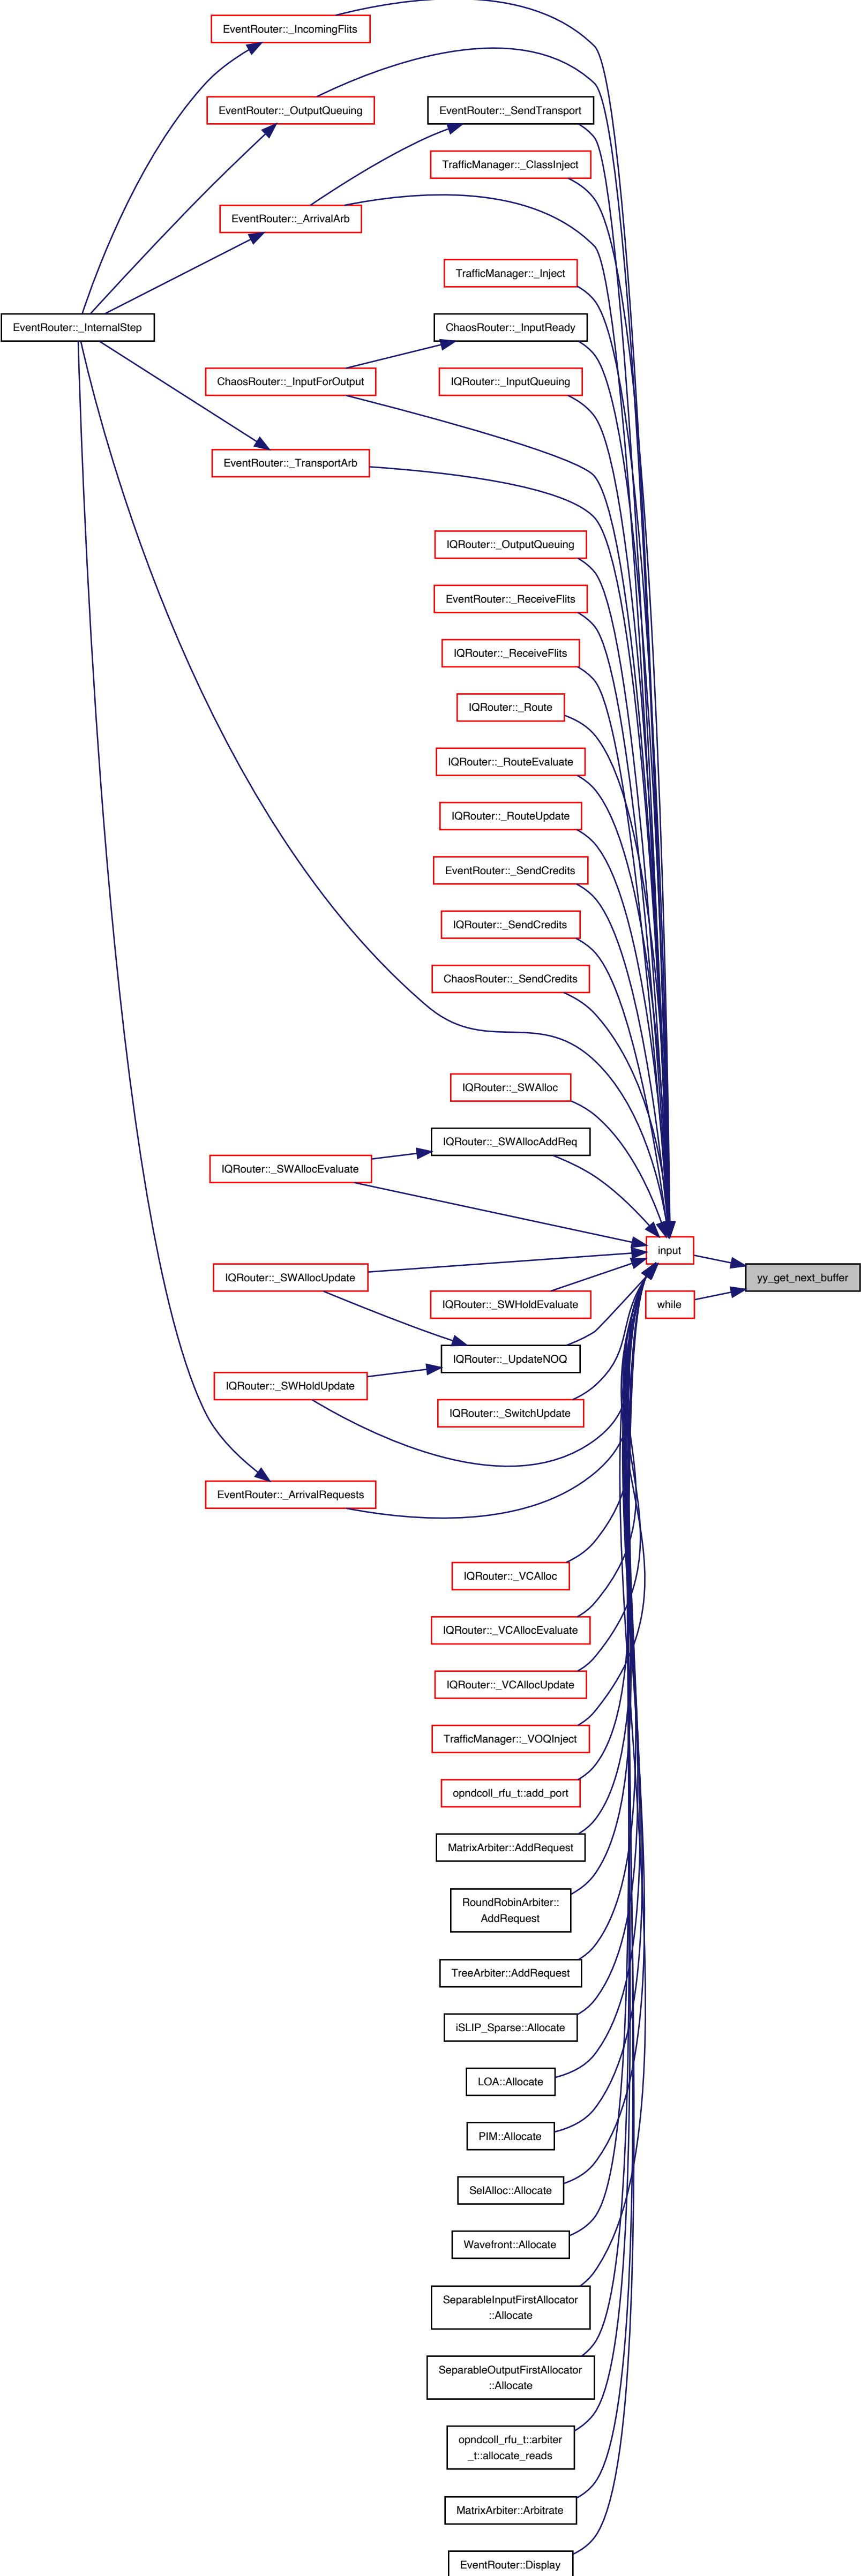 EventRouter::_IncomingFlits
EventRouter::_OutputQueuing
EventRouter::_SendTransport
TrafficManager::_ClassInject
EventRouter::_ArrivalArb
TrafficManager::_Inject
EventRouter::_InternalStep
ChaosRouter::_InputReady
ChaosRouter::_InputForOutput
IQRouter::_InputQueuing
EventRouter::_TransportArb
IQRouter::_OutputQueuing
EventRouter::_ReceiveFlits
IQRouter::_ReceiveFlits
IQRouter::_Route
IQRouter::_RouteEvaluate
IQRouter::_RouteUpdate
EventRouter::_SendCredits
IQRouter::_SendCredits
ChaosRouter::_SendCredits
IQRouter::_SWAlloc
IQRouter::_SWAllocAddReq
IQRouter::_SWAllocEvaluate
input
yy_get_next_buffer
IQRouter::_SWAllocUpdate
IQRouter::_SWHoldEvaluate
while
IQRouter::_UpdateNOQ
IQRouter::_SWHoldUpdate
IQRouter::_SwitchUpdate
EventRouter::_ArrivalRequests
IQRouter::_VCAlloc
IQRouter::_VCAllocEvaluate
IQRouter::_VCAllocUpdate
TrafficManager::_VOQInject
opndcoll_rfu_t::add_port
MatrixArbiter::AddRequest
RoundRobinArbiter::
AddRequest
TreeArbiter::AddRequest
iSLIP_Sparse::Allocate
LOA::Allocate
PIM::Allocate
SelAlloc::Allocate
Wavefront::Allocate
SeparableInputFirstAllocator
::Allocate
SeparableOutputFirstAllocator
::Allocate
opndcoll_rfu_t::arbiter
_t::allocate_reads
MatrixArbiter::Arbitrate
EventRouter::Display